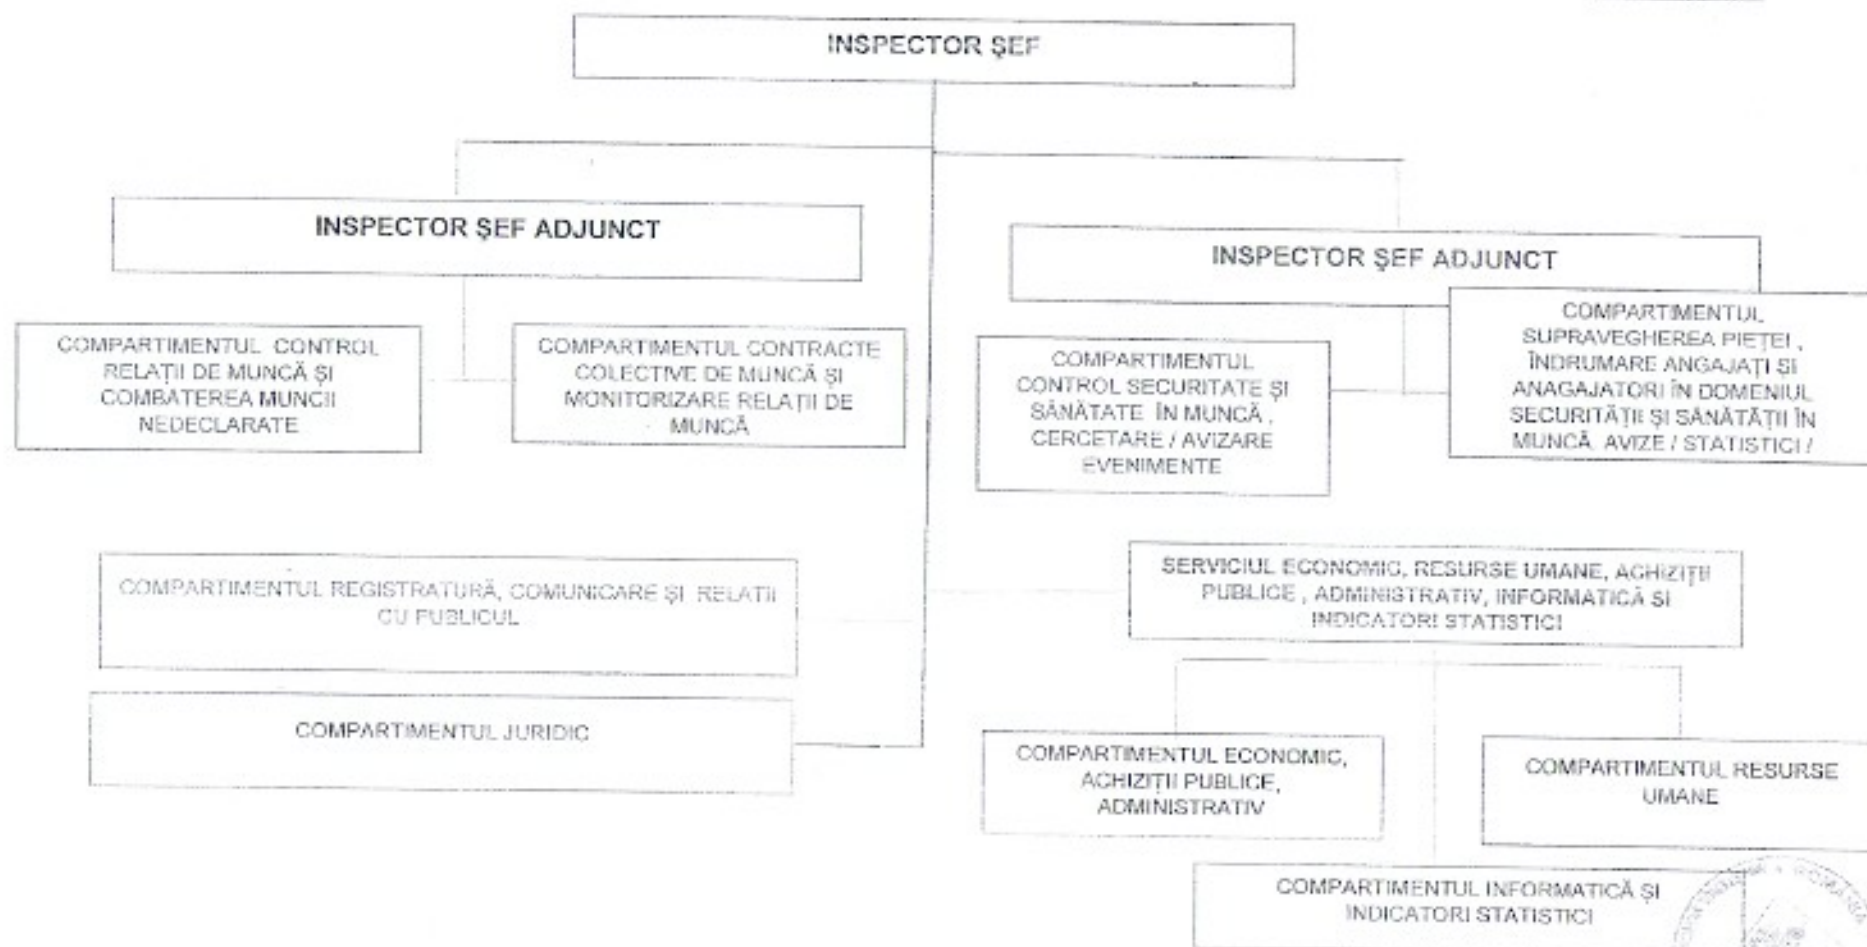 INSPECTOR ŞEF
INSPECTOR ŞEF ADJUNCT
INSPECTOR ŞEF ADJUNCT
COMPARTIMENTUL CONTROL
RELAŢII DE MUNCĂ ŞI
COMBATEREA MUNCII
NEDECLARATE
COMPARTIMENTUL CONTRACTE
COLECTIVE DE MUNCĂ ŞI
MONITORIZARE RELAŢII DE
MUNCĂ
COMPARTIMENTUL
CONTROL SECURITATE ŞI
SĂNĂTATE ÎN MUNCĂ ,
CERCETARE / AVIZARE
EVENIMENTE
COMPARTIMENTUL
SUPRAVEGHEREA PIEŢEI ,
ÎNDRUMARE ANGAJAŢI ŞI
ANAGAJATORI ÎN DOMENIUL
SECURITĂŢII ŞI SĂNĂTĂŢII ÎN
MUNCĂ AVIZE / STATISTICI /
COMPARTIMENTUL REGISTRATURĂ, COMUNICARE ŞI RELATII
CU PUBLICUL
SERVICIUL ECONOMIC, RESURSE UMANE, ACHIZIŢII
PUBLICE , ADMINISTRATIV, INFORMATICĂ SI
INDICATORI STATISTICI
COMPARTIMENTUL JURIDIC
COMPARTIMENTUL ECONOMIC,
ACHIZIŢII PUBLICE,
ADMINISTRATIV
COMPARTIMENTUL RESURSE
UMANE
COMPARTIMENTUL INFORMATICĂ ŞI
INDICATORI STATISTICI
ROMÂNIA